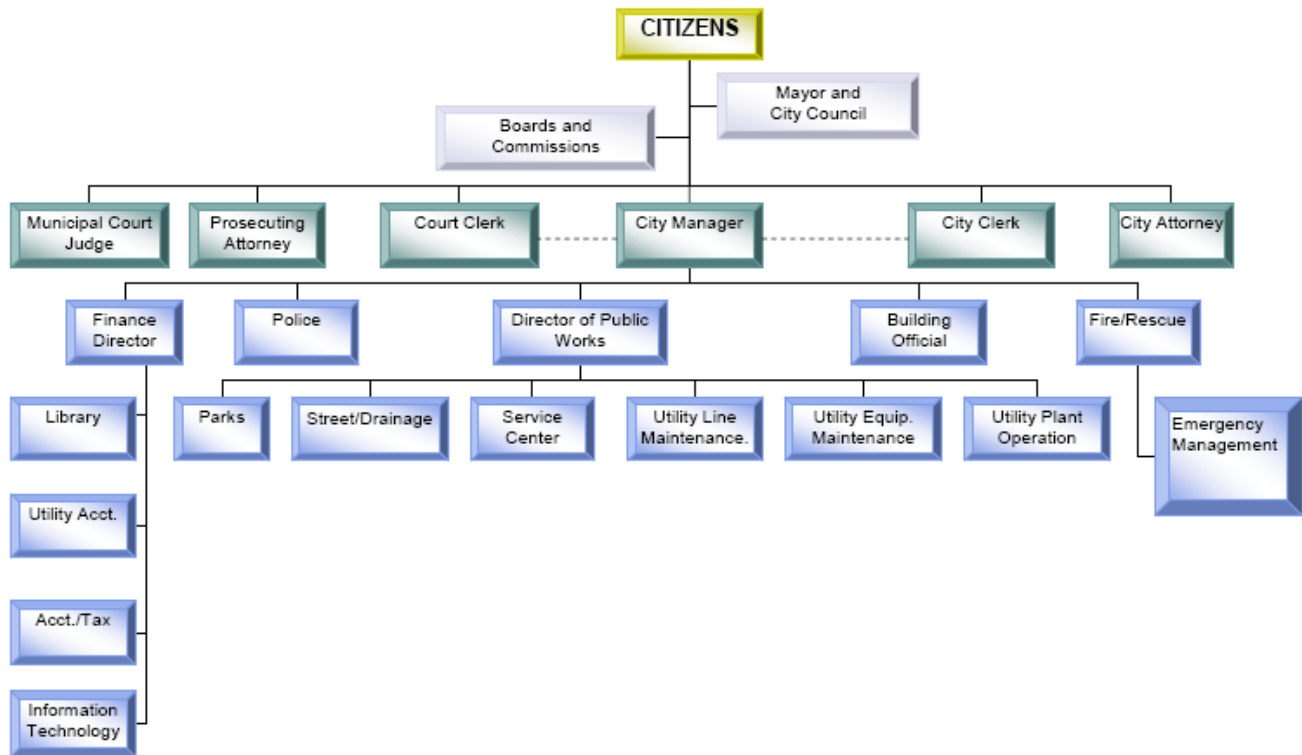 CITIZENS
Mayor and
City Council
Boards and
Commissions
Municipal Court
Judge
Prosecuting
Attorney
Court Clerk
City Manager
City Clerk
City Attorney
Finance
Director
Police
Director of Public
Works
Building
Official
Fire/Rescue
Library
Parks
Street/Drainage
Service
Center
Utility Line
Maintenance.
Utility Equip.
Maintenance
Utility Plant
Operation
Emergency
Management
Utility Acct.
Acct./Tax
Information
Technology